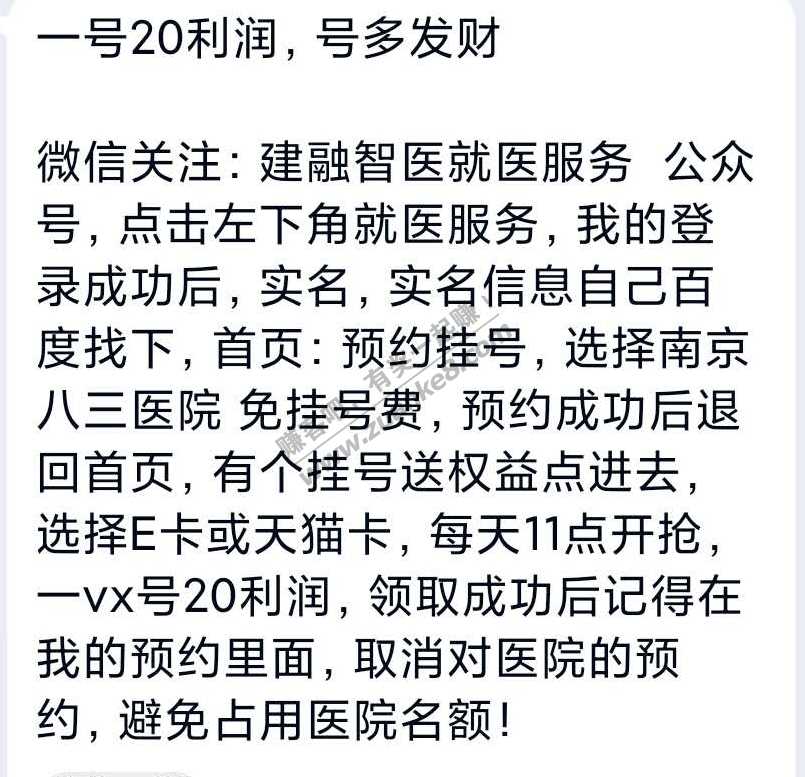 一号20利润，号多发财
微信关注：建融智医就医服务 公众
号，点击左下角就医服务，我的登
录成功后，实名，实名信息自己百
度找下，首页：预约挂号，选择南京
八三医院 免挂号费，预约成功后退
回首页，有个挂号送权益点进去，
选择E卡或天猫卡，每天11点开抢，
一vx号20利润，领取成功后记得在
我的预约里面，取消对医院的预
约，避免占用医院名额！
赚客吧，有奖一起赚！
www.zuanke8.com